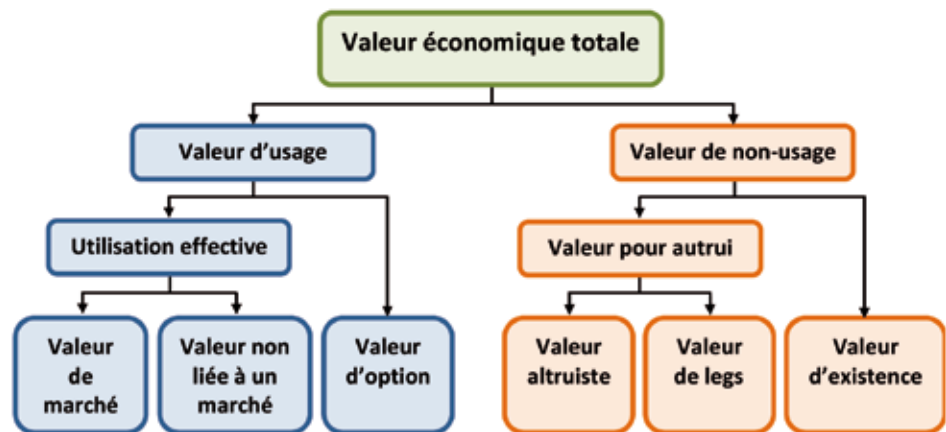 Valeur économique totale
Valeur d'usage
Valeur de non-usage
Utilisation effective
Valeur pour autrui
Valeur
de
marché
Valeur non
liée à un
marché
Valeur
d'option
Valeur
altruiste
Valeur
de legs
Valeur
d'existence